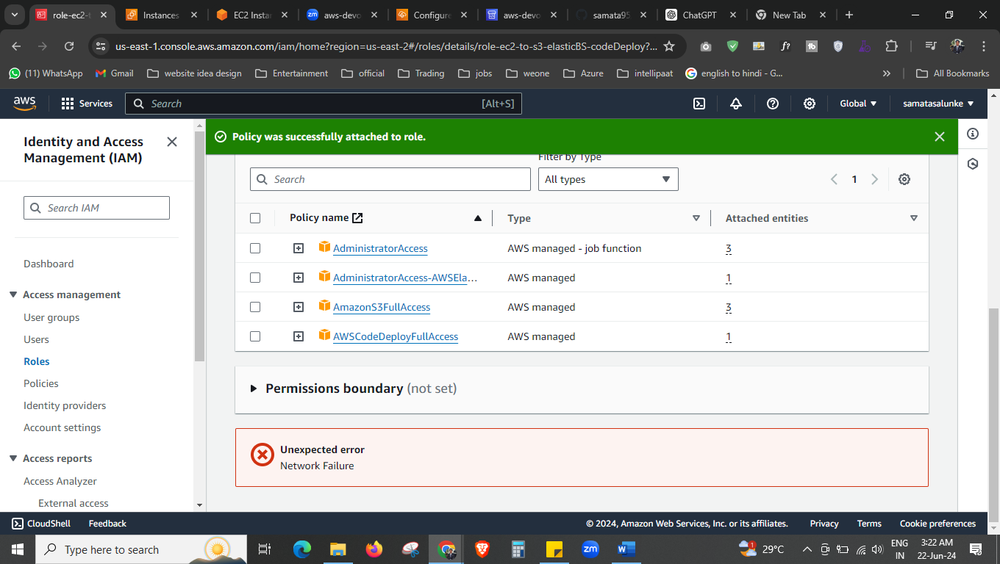 role-ec2-t
Instances
EC2 Insta
aws-devo
Configure
aws-devo
samata95
ChatGPT
New Tab
us-east-1.console.aws.amazon.com/iam/home?region=us-east-2#/roles/details/role-ec2-to-s3-elasticBS-codeDeploy?...
(11) WhatsApp
Gmail
website idea design
Entertainment
official
Trading
jobs
weone
Azure
intellipaat
english to hindi - G...
All Bookmarks
aws
Services
Search
[Alt+S]
Global
samatasalunke
Identity and Access
Management (IAM)
Search IAM
Dashboard
Access management
User groups
Users
Roles
Policies
Identity providers
Account settings
Access reports
Access Analyzer
External access
Policy was successfully attached to role.
Filter by Type
Search
All types
1
Policy name
Type
Attached entities
AdministratorAccess
AWS managed - job function
3
AdministratorAccess-AWSEla...
AWS managed
1
AmazonS3FullAccess
AWS managed
3
AWSCodeDeployFullAccess
AWS managed
1
Permissions boundary (not set)
Unexpected error
Network Failure
CloudShell
Feedback
© 2024, Amazon Web Services, Inc. or its affiliates.
Privacy
Terms
Cookie preferences
Type here to search
zm
29°C
ENG
IN
3:22 AM
22-Jun-24